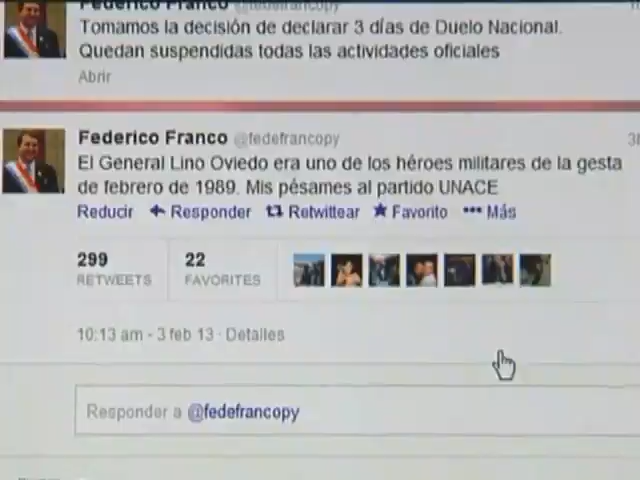 Federico Franco @fedefrancopy
Tomamos la decisión de declarar 3 días de Duelo Nacional.
Quedan suspendidas todas las actividades oficiales
Abrir
Federico Franco @fedefrancopy
El General Lino Oviedo era uno de los héroes militares de la gesta
de febrero de 1989. Mis pésames al partido UNACE
Reducir Responder Retwittear Favorito Más
299 22
RETWEETS FAVORITES
10:13 am - 3 feb 13 · Detalles
Responder a @fedefrancopy